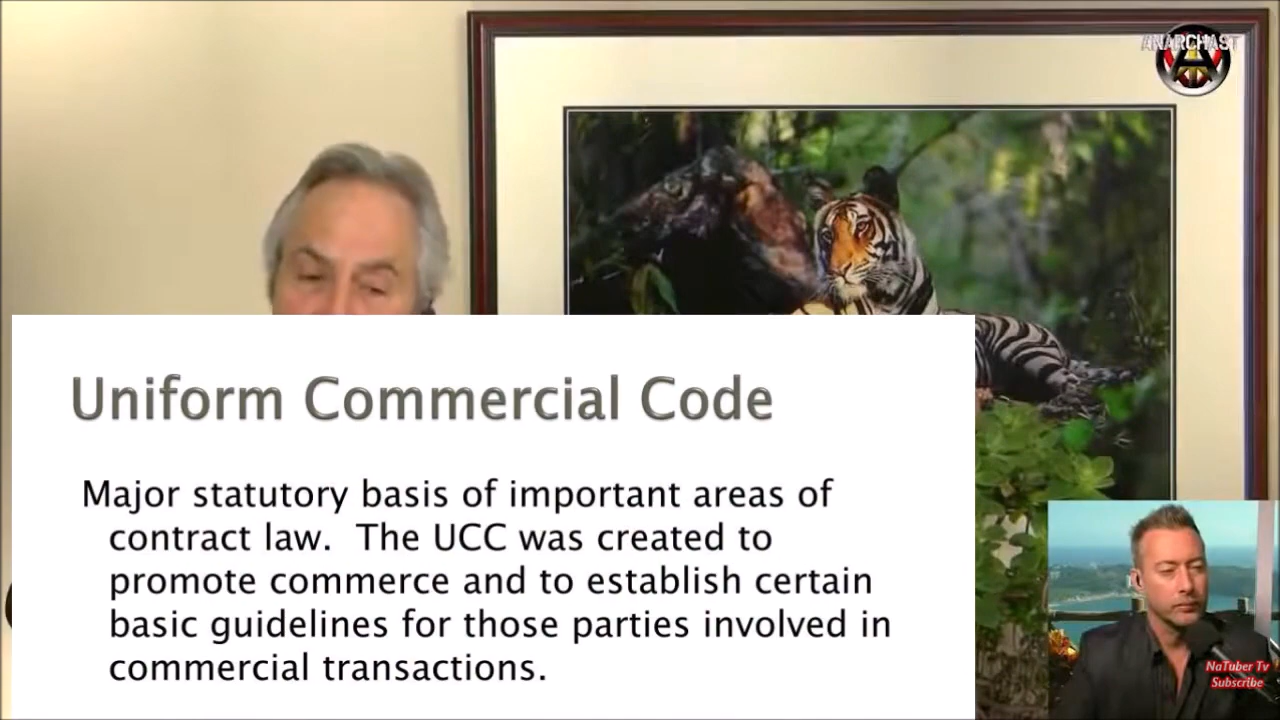 ANARCHAST
Uniform Commercial Code
Major statutory basis of important areas of
contract law. The UCC was created to
promote commerce and to establish certain
basic guidelines for those parties involved in
commercial transactions.
NaTuber Tv
Subscribe